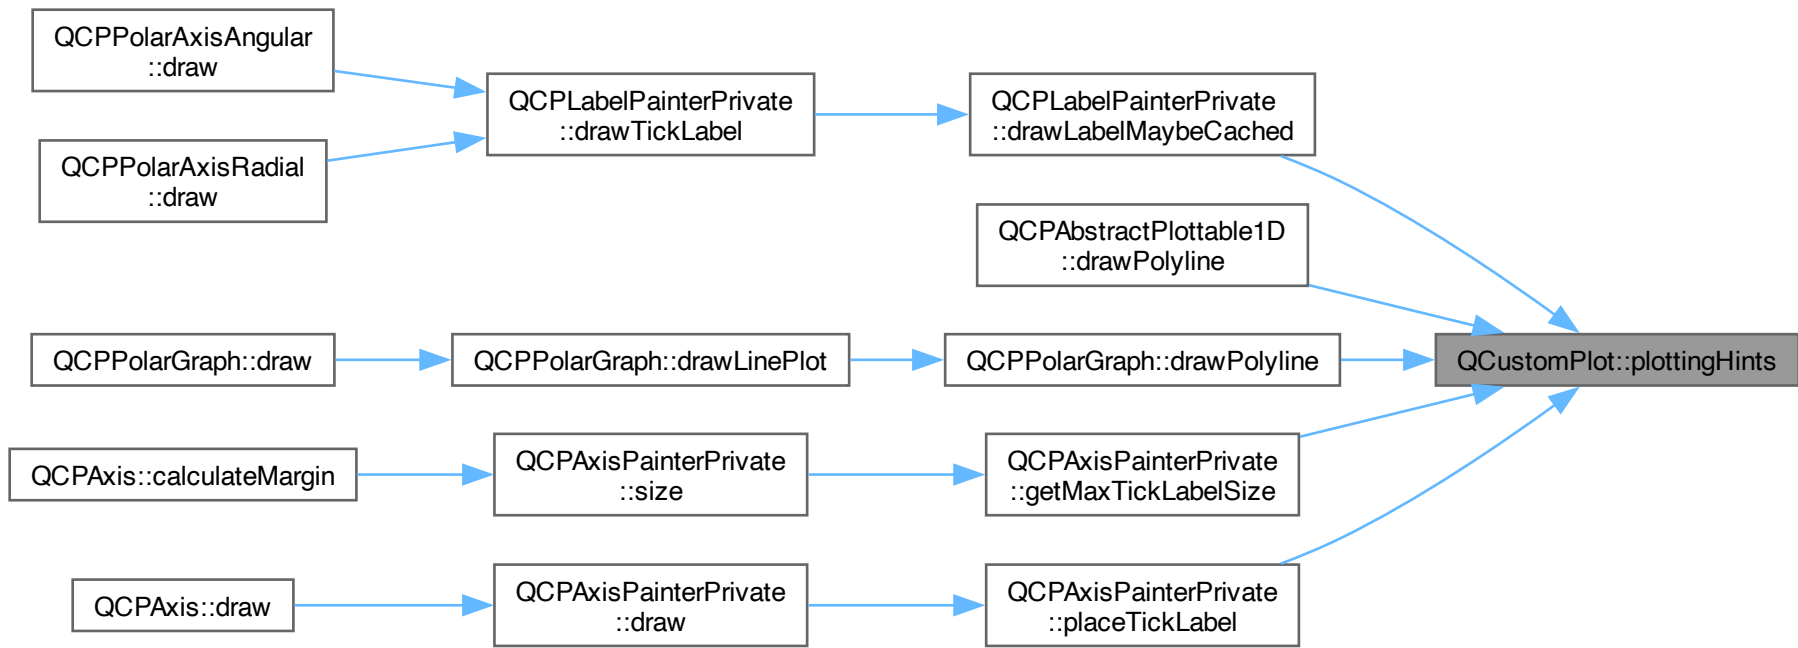 QCPPolarAxisAngular
::draw
QCPPolarAxisRadial
::draw
QCPLabelPainterPrivate
::drawTickLabel
QCPLabelPainterPrivate
::drawLabelMaybeCached
QCPAbstractPlottable1D
::drawPolyline
QCPPolarGraph::draw
QCPPolarGraph::drawLinePlot
QCPPolarGraph::drawPolyline
QCustomPlot::plottingHints
QCPAxis::calculateMargin
QCPAxisPainterPrivate
::size
QCPAxisPainterPrivate
::getMaxTickLabelSize
QCPAxis::draw
QCPAxisPainterPrivate
::draw
QCPAxisPainterPrivate
::placeTickLabel